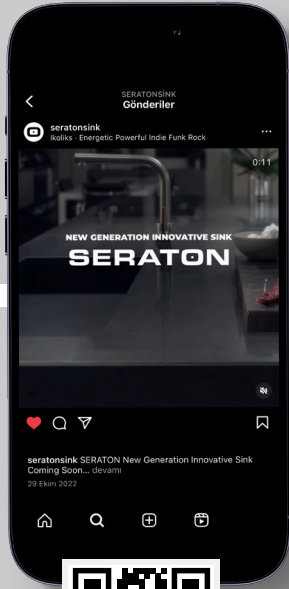 SERATONSİNK
Gönderiler
seratonsink
Ikoliks · Energetic Powerful Indie Funk Rock
0:11
NEW GENERATION INNOVATIVE SINK
SERATON
seratonsink SERATON New Generation Innovative Sink
Coming Soon... devamı
29 Ekim 2022